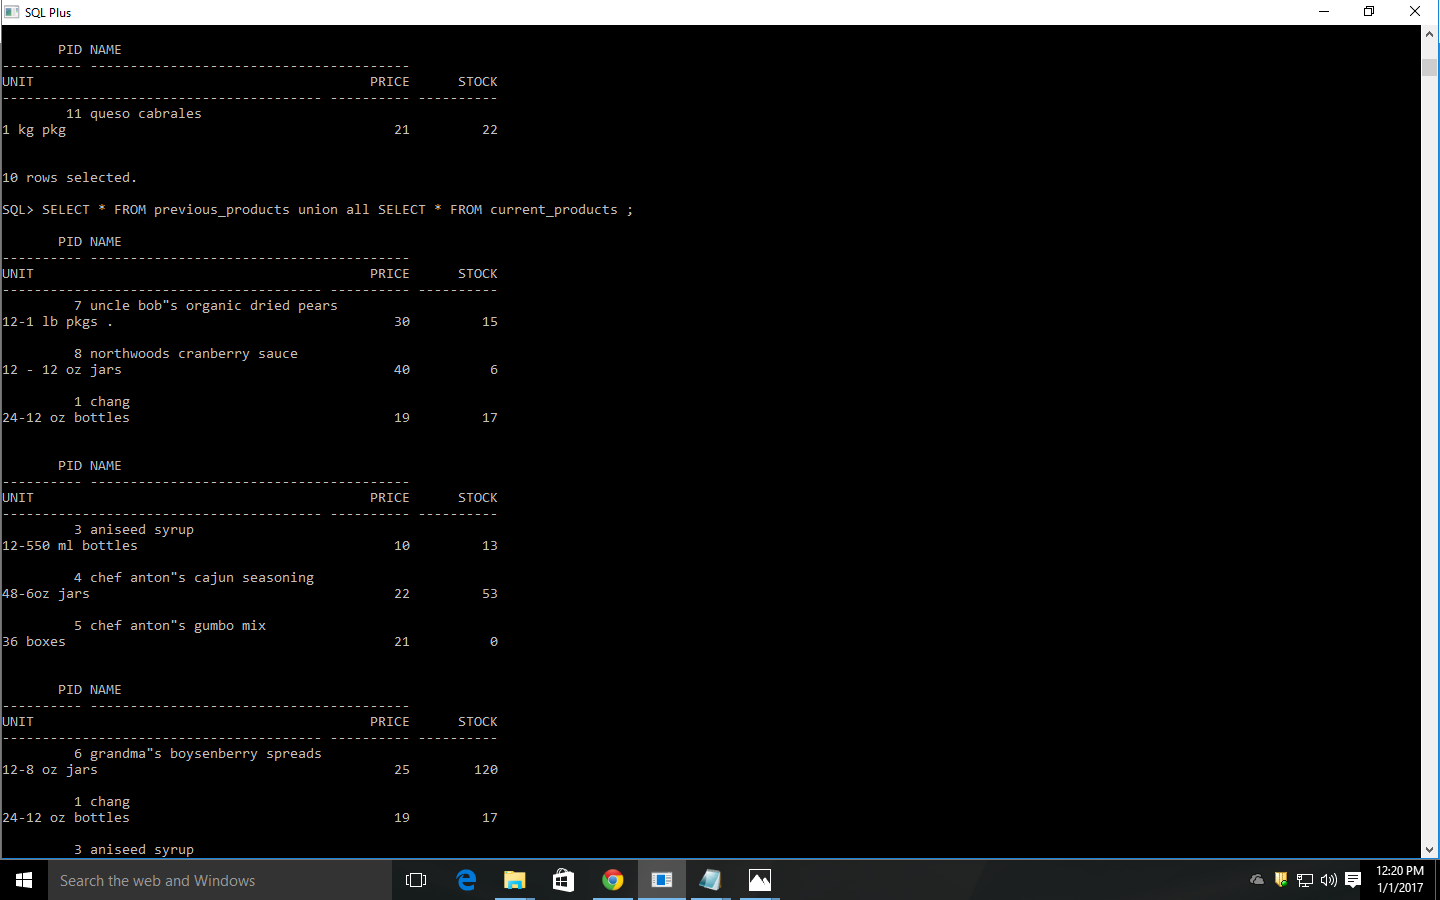 SQL Plus
PID NAME
---------- ----------------------------------------
UNIT PRICE STOCK
---------------------------------------- ---------- ----------
11 queso cabrales
1 kg pkg 21 22
10 rows selected.
SQL> SELECT * FROM previous_products union all SELECT * FROM current_products ;
PID NAME
---------- ----------------------------------------
UNIT PRICE STOCK
---------------------------------------- ---------- ----------
7 uncle bob"s organic dried pears
12-1 lb pkgs . 30 15
8 northwoods cranberry sauce
12 - 12 oz jars 40 6
1 chang
24-12 oz bottles 19 17
PID NAME
---------- ----------------------------------------
UNIT PRICE STOCK
---------------------------------------- ---------- ----------
3 aniseed syrup
12-550 ml bottles 10 13
4 chef anton"s cajun seasoning
48-6oz jars 22 53
5 chef anton"s gumbo mix
36 boxes 21 0
PID NAME
---------- ----------------------------------------
UNIT PRICE STOCK
---------------------------------------- ---------- ----------
6 grandma"s boysenberry spreads
12-8 oz jars 25 120
1 chang
24-12 oz bottles 19 17
3 aniseed syrup
Search the web and Windows
12:20 PM
1/1/2017